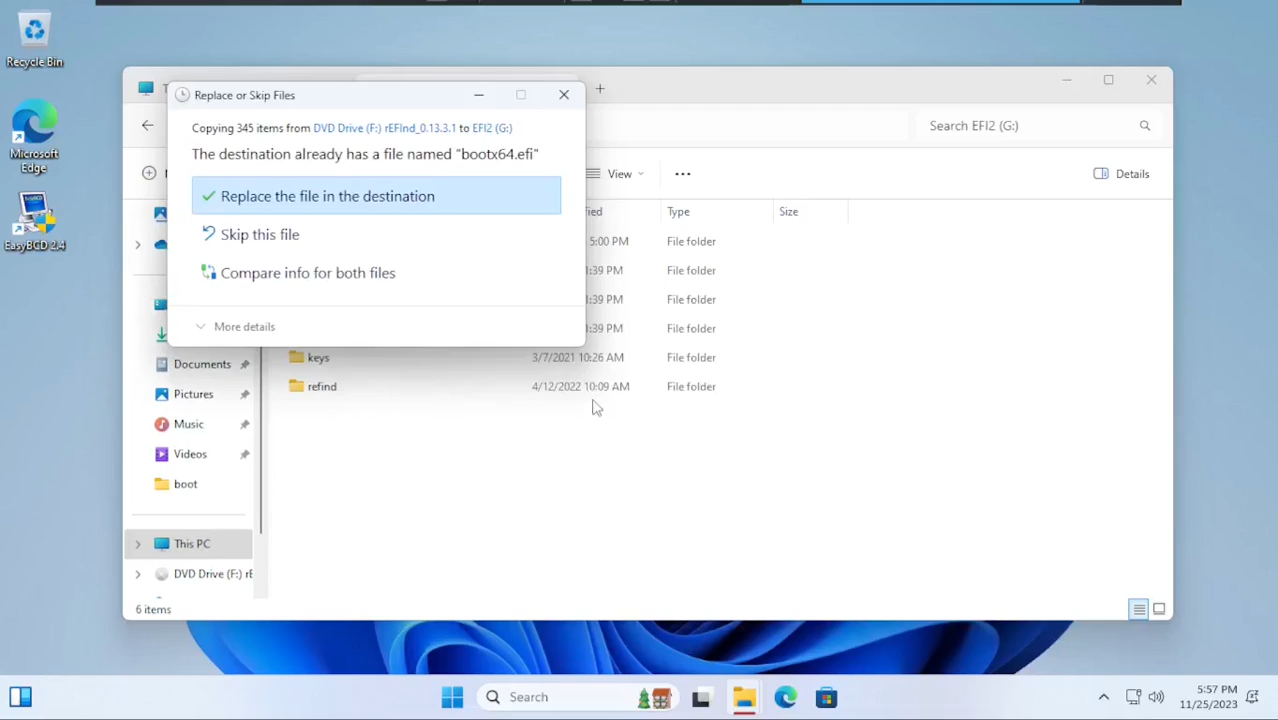 Recycle Bin
Microsoft
Edge
EasyBCD 2.4
Replace or Skip Files
Copying 345 items from DVD Drive (F:) rEFInd_0.13.3.1 to EFI2 (G:)
The destination already has a file named "bootx64.efi"
Replace the file in the destination
Skip this file
Compare info for both files
More details
Search EFI2 (G:)
View
Details
Type
Size
5:00 PM
File folder
1:39 PM
File folder
1:39 PM
File folder
1:39 PM
File folder
keys
3/7/2021 10:26 AM
File folder
refind
4/12/2022 10:09 AM
File folder
Documents
Pictures
Music
Videos
boot
This PC
DVD Drive (F:) rE
6 items
Search
5:57 PM
11/25/2023